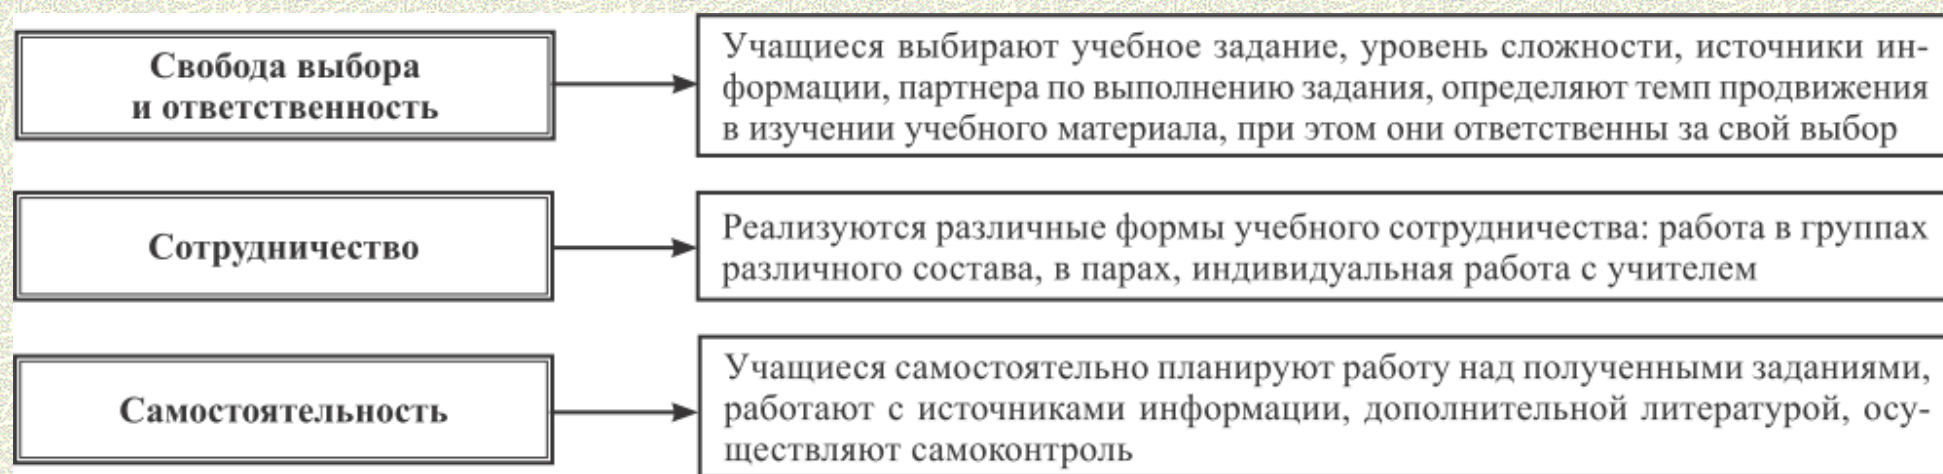 Свобода выбора
и ответственность
Учащиеся выбирают учебное задание, уровень сложности, источники ин-
формации, партнера по выполнению задания, определяют темп продвижения
в изучении учебного материала, при этом они ответственны за свой выбор
Сотрудничество
Реализуются различные формы учебного сотрудничества: работа в группах
различного состава, в парах, индивидуальная работа с учителем
Самостоятельность
Учащиеся самостоятельно планируют работу над полученными заданиями,
работают с источниками информации, дополнительной литературой, осу-
ществляют самоконтроль